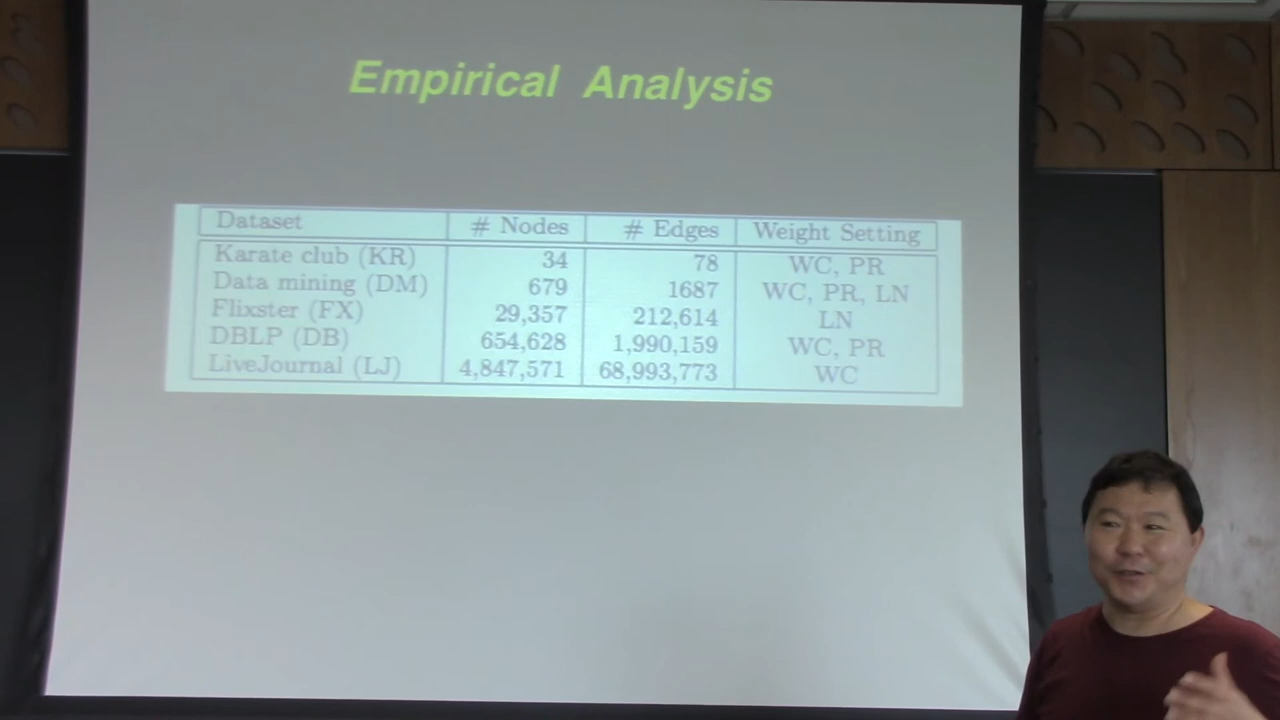 Empirical Analysis
Dataset # Nodes # Edges Weight Setting
Karate club (KR) 34 78 WC, PR
Data mining (DM) 679 1687 WC, PR, LN
Flixster (FX) 29,357 212,614 LN
DBLP (DB) 654,628 1,990,159 WC, PR
LiveJournal (LJ) 4,847,571 68,993,773 WC